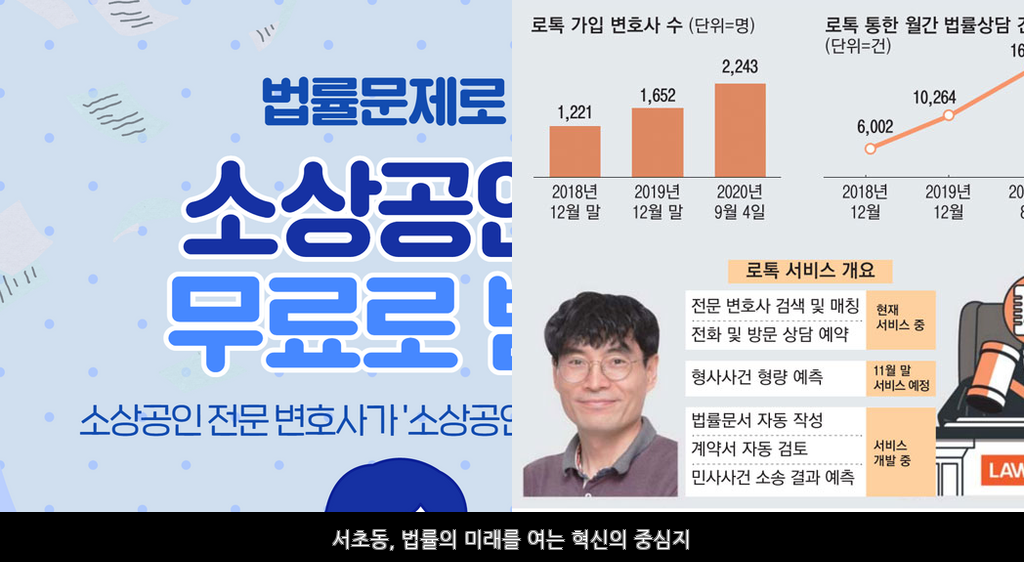 법률문제로
소상공인
무료로
소상공인 전문 변호사가 '소상공인
로톡 가입 변호사 수 (단위=명)
1,221
1,652
2,243
2018년
12월 말
2019년
12월 말
2020년
9월 4일
로톡 통한 월간 법률상담 건
(단위=건)
6,002
10,264
16
2018년
12월
2019년
12월
20
8
로톡 서비스 개요
전문 변호사 검색 및 매칭
전화 및 방문 상담 예약
현재
서비스 중
형사사건 형량 예측
11월 말
서비스 예정
법률문서 자동 작성
계약서 자동 검토
민사사건 소송 결과 예측
서비스
개발 중
LAW
서초동, 법률의 미래를 여는 혁신의 중심지